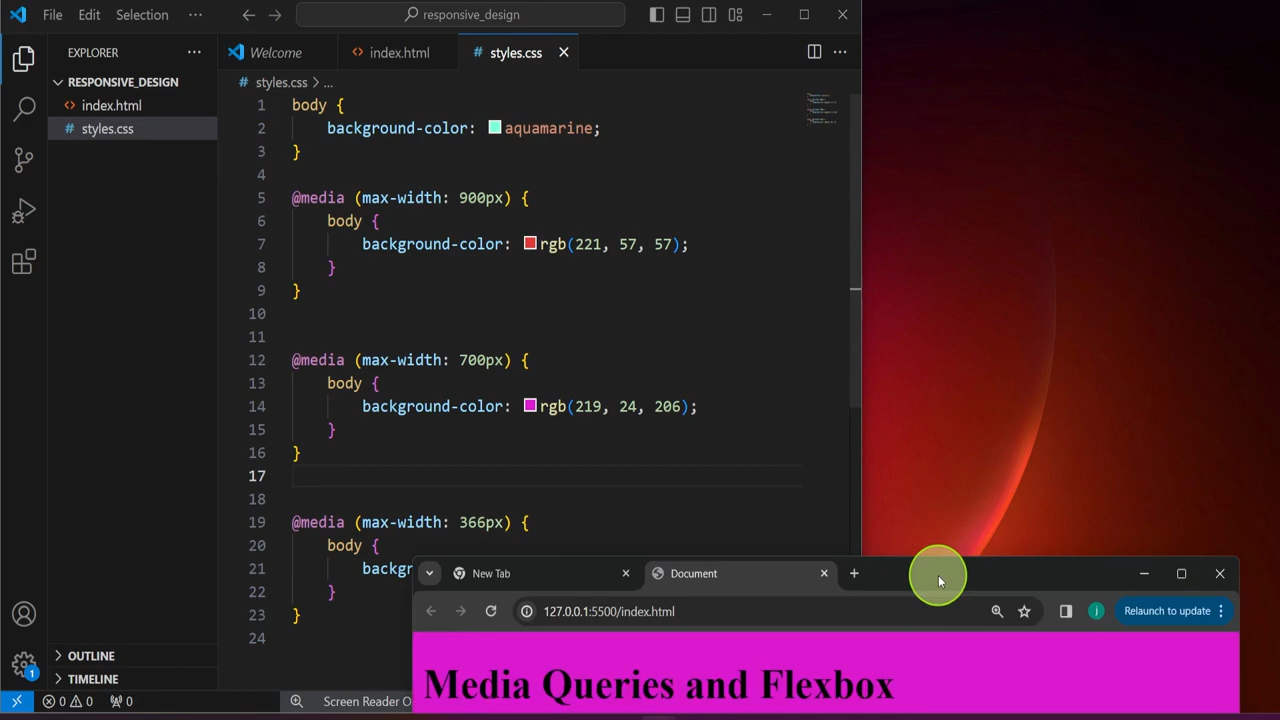 File Edit Selection ··· responsive_design
EXPLORER ··· Welcome index.html styles.css
RESPONSIVE_DESIGN
index.html
styles.css
styles.css > ...
1 body {
2 background-color: aquamarine;
3 }
4
5 @media (max-width: 900px) {
6 body {
7 background-color: rgb(221, 57, 57);
8 }
9 }
10
11
12 @media (max-width: 700px) {
13 body {
14 background-color: rgb(219, 24, 206);
15 }
16 }
17
18
19 @media (max-width: 366px) {
20 body {
21 backg
22 }
23 }
24
OUTLINE
TIMELINE
1
0 0 0 Screen Reader O
New Tab Document
127.0.0.1:5500/index.html j Relaunch to update
Media Queries and Flexbox